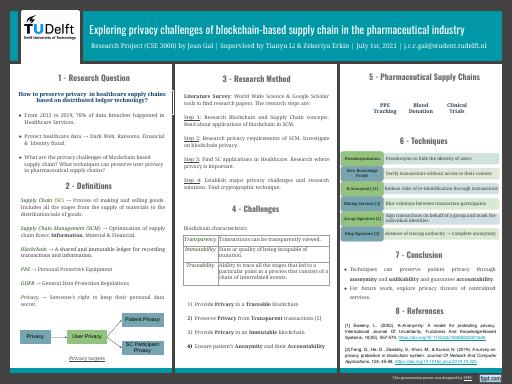 TUDelft
Delft University of Technology
Exploring privacy challenges of blockchain-based supply chain in the pharmaceutical industry
Research Project (CSE 3000) by Jean Gal | Supervised by Tianyu Li & Zekeriya Erkin | July 1st, 2021 | j.c.r.gal@student.tudelft.nl
1 - Research Question
How to preserve privacy in healthcare supply chains
based on distributed ledger technology?
From 2015 to 2019, 76% of data breaches happened in
Healthcare Services.
Protect healthcare data → Dark Web, Ransoms, Financial
& Identity fraud.
What are the privacy challenges of blockchain based
supply chain? What techniques can preserve user privacy
in pharmaceutical supply chains?
2 - Definitions
Supply Chain (SC) → Process of making and selling goods.
Includes all the stages from the supply of materials to the
distribution/sale of goods.
Supply Chain Management (SCM) → Optimization of supply
chain flows: Information, Material and Financial
Blockchain → A shared and immutable ledger for recording
transactions and information.
PPE → Personal Protective Equipment
GDPR → General Data Protection Regulations
Privacy → Someone's right to keep their personal data
secret.
Privacy
User Privacy
Patient Privacy
SC Participant
Privacy
Privacy targets
3 - Research Method
Literature Survey: World Wide Science & Google Scholar
tools to find research papers. The research steps are:
Step 1: Research Blockchain and Supply Chain concepts.
Read about applications of blockchain in SCM.
Step 2: Research privacy requirements of SCM. Investigate
on blockchain privacy.
Step 3: Find SC applications in Healthcare. Research where
privacy is important.
Step 4: Establish major privacy challenges and research
solutions. Find cryptographic technique.
4 - Challenges
Blockchain characteristics:
Transparency Transactions can be transparently viewed.
Immutability State or quality of being incapable of
mutation.
Traceability Ability to trace all the stages that led to a
particular point in a process that consists of a
chain of interrelated events.
1) Provide Privacy in a Traceable blockchain
2) Preserve Privacy from Transparent transactions [2]
3) Provide Privacy in an Immutable blockchain
4) Ensure patient's Anonymity and their Accountability
5 - Pharmaceutical Supply Chains
PPE
Tracking
Blood
Donation
Clinical
Trials
6 - Techniques
Pseudonymization Pseudonyms to hide the identity of users
Zero Knowledge
Proofs
Verify transactions without access to their content
K-Anonymity [1] Reduce risks of re-identification through transactions
Mixing Services [2] Blur relations between transaction participants
Group Signature [2] Sign transactions on behalf of a group and mask the
individual identities.
Ring Signature [2] Absence of tracing authority → Complete anonymity
7 - Conclusion
Techniques can preserve patient privacy through
anonymity and unlikability and guarantee accountability.
For future work, explore privacy threats of centralized
services.
8 - References
[1] Sweeny, L. (2002). K-Anonymity: A model for protecting privacy.
International Journal Of Uncertainty, Fuzziness And Knowledge-Based
Systems, 10(05), 557-570.
[2] Feng, Q., He, D., Zeadally, S., Khan, M., & Kumar, N. (2019). A survey on
privacy protection in blockchain system. Journal Of Network And Computer
Applications, 126, 45-58.
This presentation poster was designed by FPPT.
fppt.com